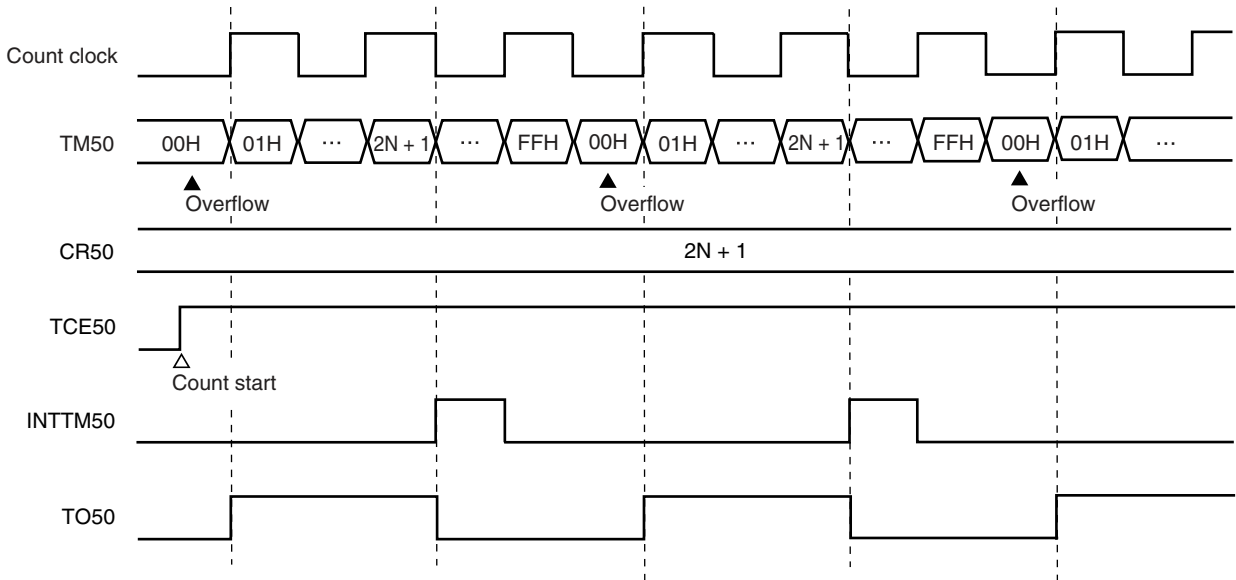 Count clock
TM50 00H 01H ··· 2N + 1 ··· FFH 00H 01H ··· 2N + 1 ··· FFH 00H 01H ···
Overflow Overflow Overflow
CR50 2N + 1
TCE50
Count start
INTTM50
TO50